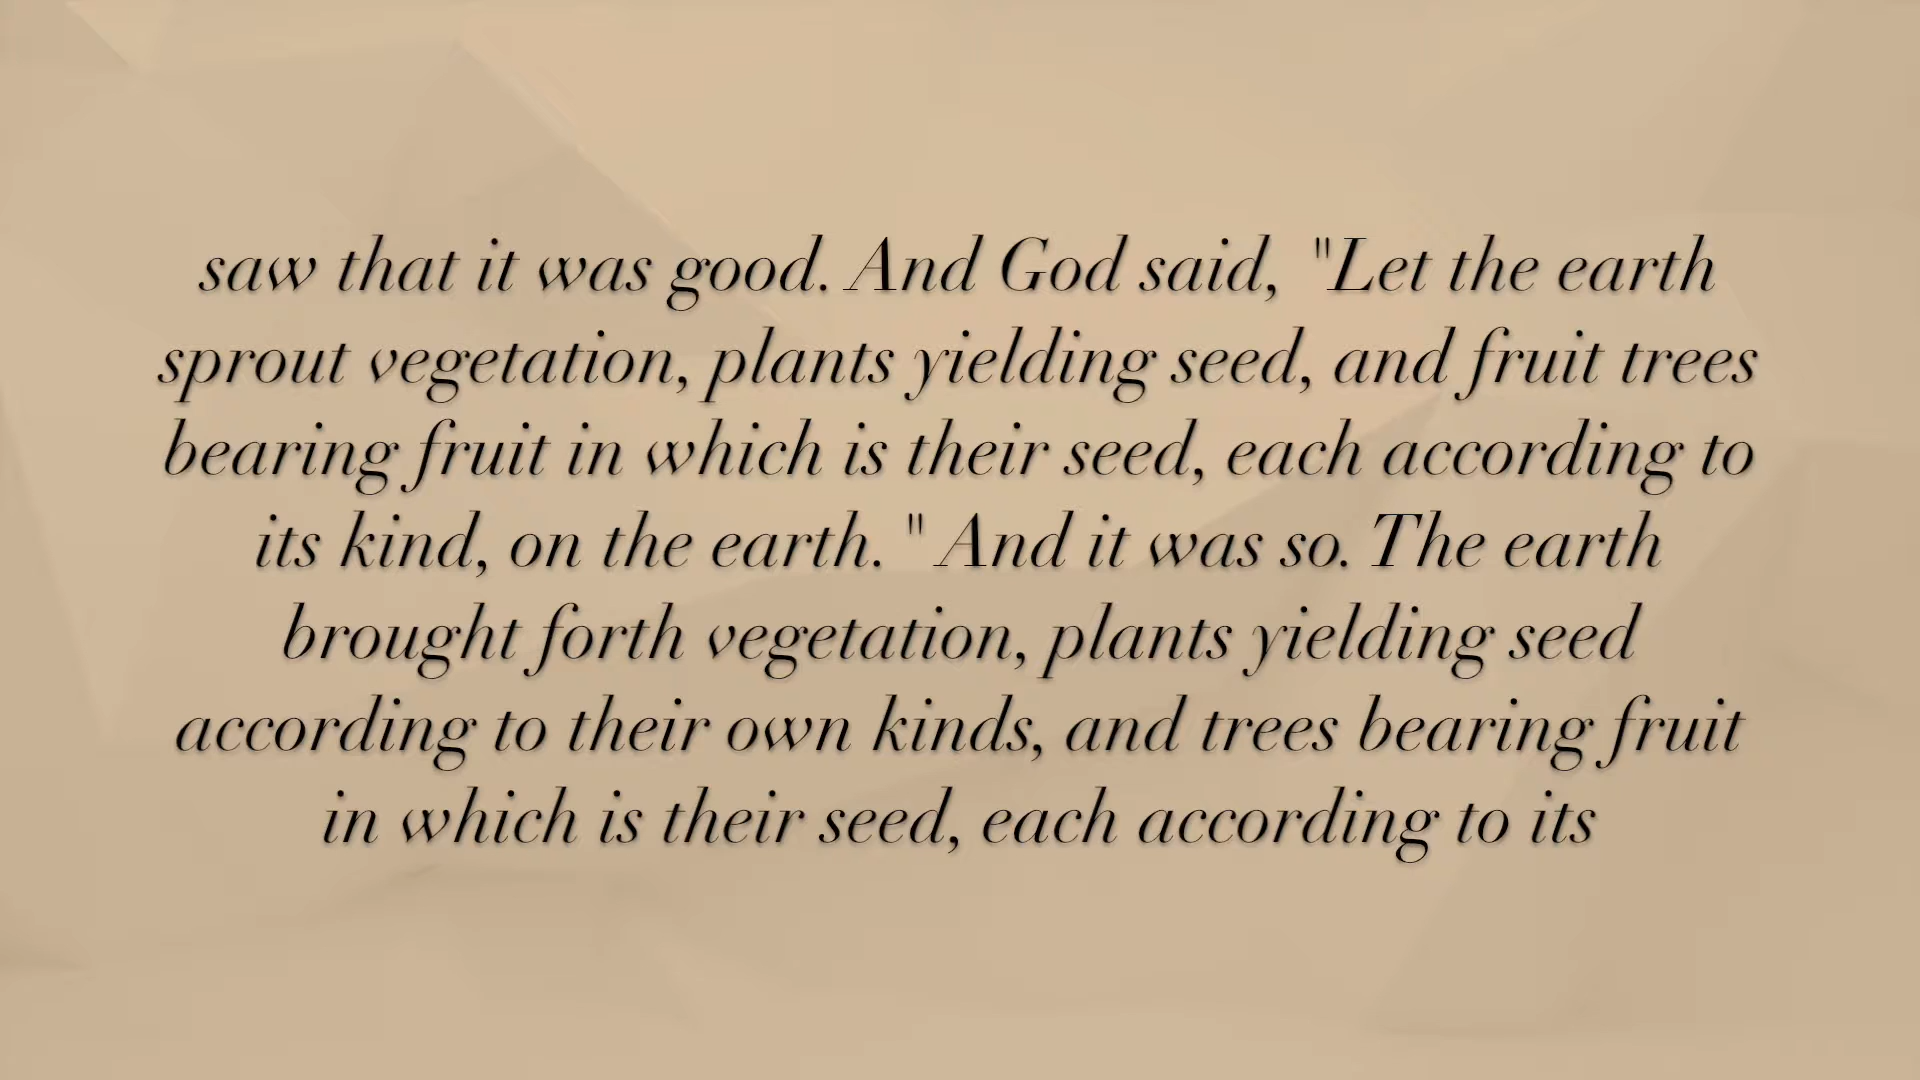 saw that it was good. And God said, "Let the earth
sprout vegetation, plants yielding seed, and fruit trees
bearing fruit in which is their seed, each according to
its kind, on the earth. " And it was so. The earth
brought forth vegetation, plants yielding seed
according to their own kinds, and trees bearing fruit
in which is their seed, each according to its